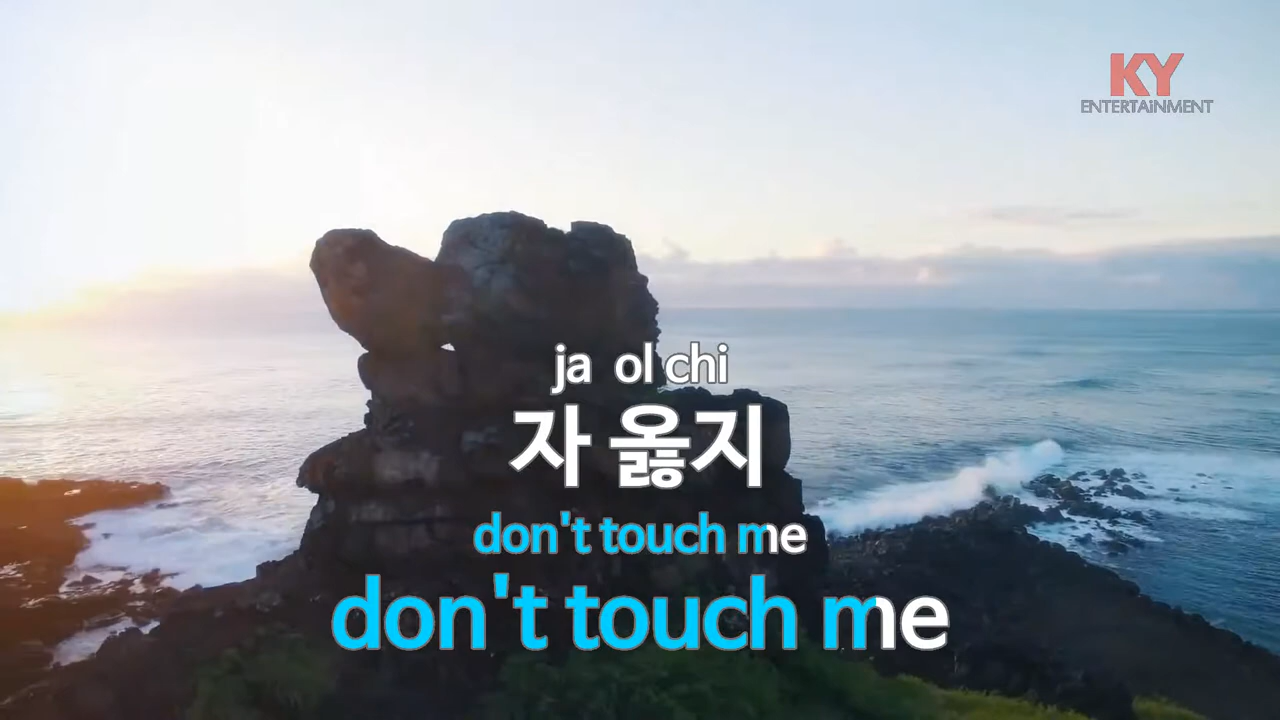 KY
ENTERTAiNMENT
ja ol chi
자 옳지
don't touch me
don't touch me